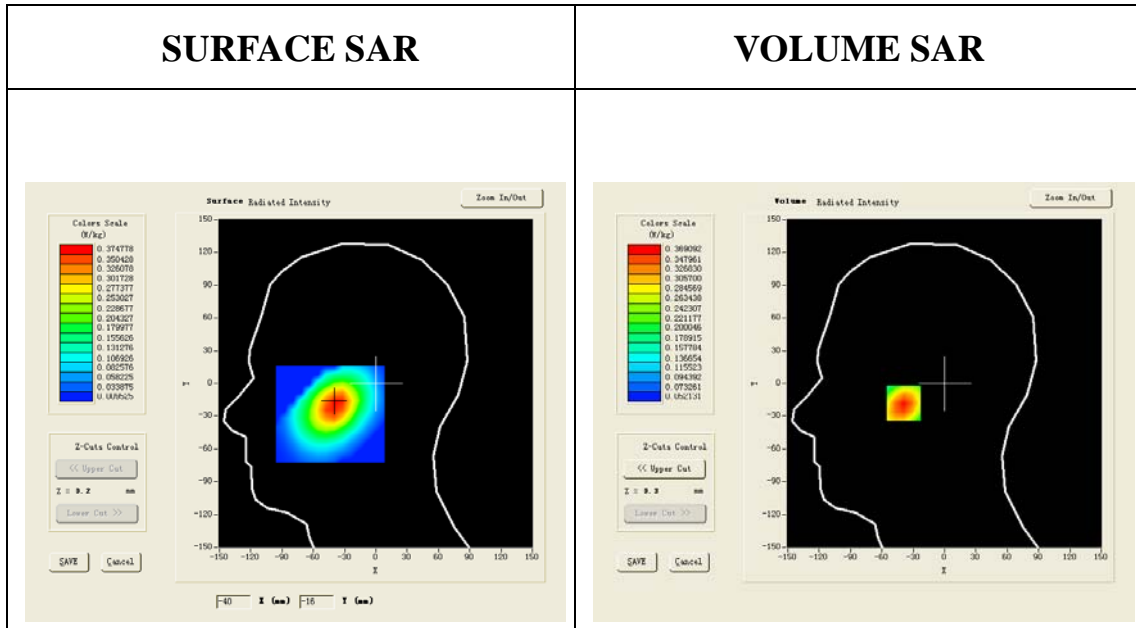 SURFACE SAR
VOLUME SAR
Surface Radiated Intensity
Zoom In/Out
Colors Scale
(W/kg)
0.374778
0.350428
0.326078
0.301728
0.277377
0.253027
0.228677
0.204327
0.179977
0.155626
0.131276
0.106926
0.082576
0.058225
0.033875
0.009525
Z-Cuts Control
<< Upper Cut
Z = mm
Lower Cut >>
SAVE
Cancel
150
120
90
60
30
0
-30
-60
-90
-120
-150
Y
-150 -120 -90 -60 -30 0 30 60 90 120 150
X
-40 X (mm) -16 Y (mm)
Volume Radiated Intensity
Zoom In/Out
Colors Scale
(W/kg)
0.369092
0.347961
0.326830
0.305700
0.284569
0.263438
0.242307
0.221177
0.200046
0.178915
0.157784
0.136654
0.115523
0.094392
0.073261
0.052131
Z-Cuts Control
<< Upper Cut
Z = mm
Lower Cut >>
SAVE
Cancel
150
120
90
60
30
0
-30
-60
-90
-120
-150
Y
-150 -120 -90 -60 -30 0 30 60 90 120 150
X